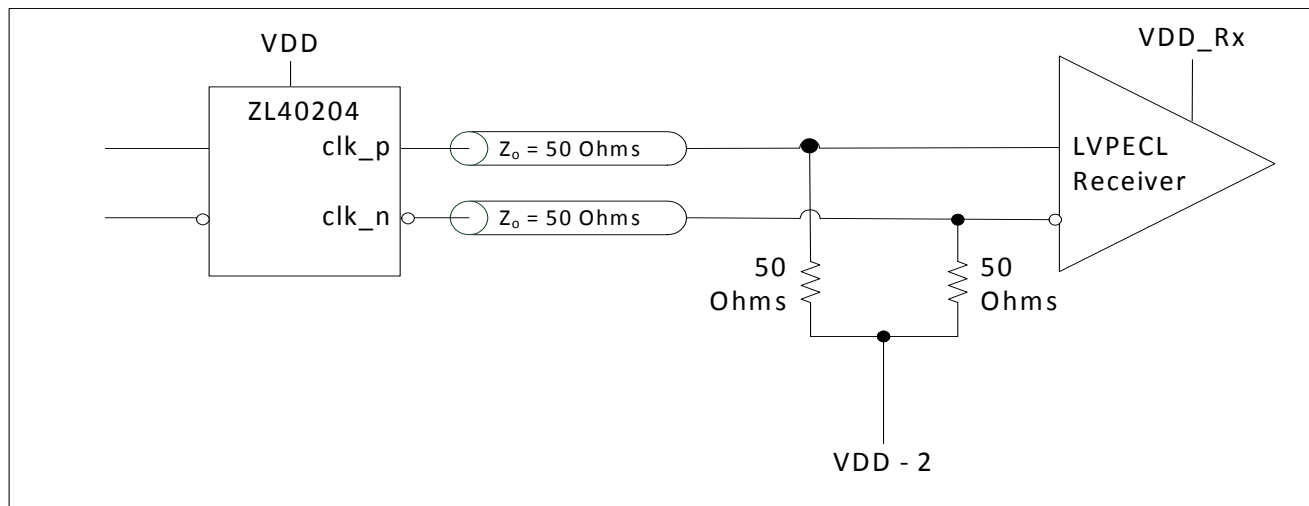 VDD
VDD_Rx
ZL40204
clk_p
Zₒ = 50 Ohms
LVPECL
Receiver
clk_n
Zₒ = 50 Ohms
50
Ohms
50
Ohms
VDD - 2